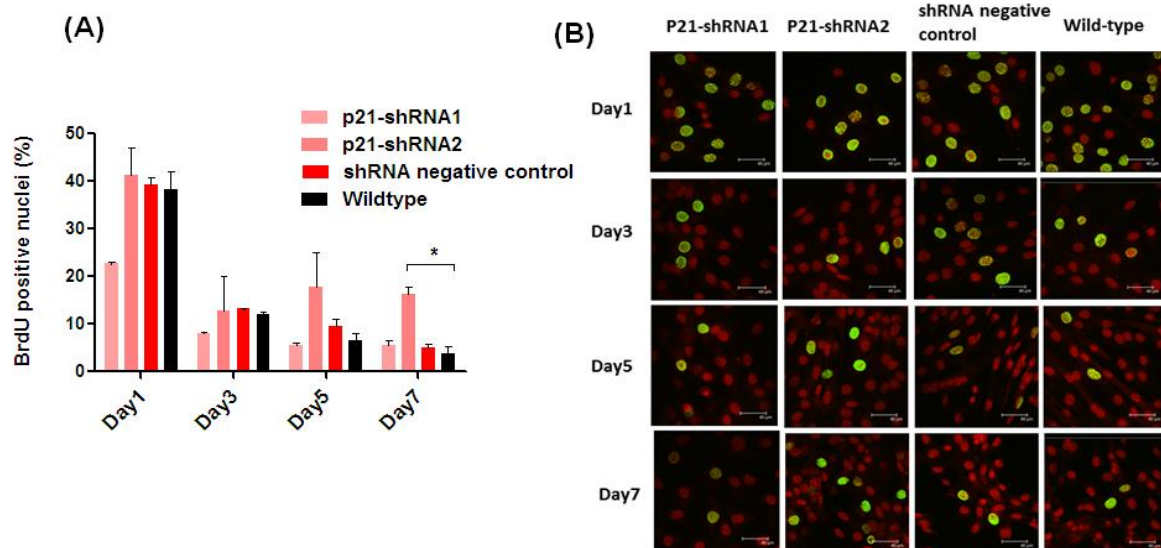 (A)
p21-shRNA1
p21-shRNA2
shRNA negative control
Wildtype
BrdU positive nuclei (%)
50
40
30
20
10
0
*
Day1
Day3
Day5
Day7
(B)
P21-shRNA1
P21-shRNA2
shRNA negative
control
Wild-type
Day1
Day3
Day5
Day7